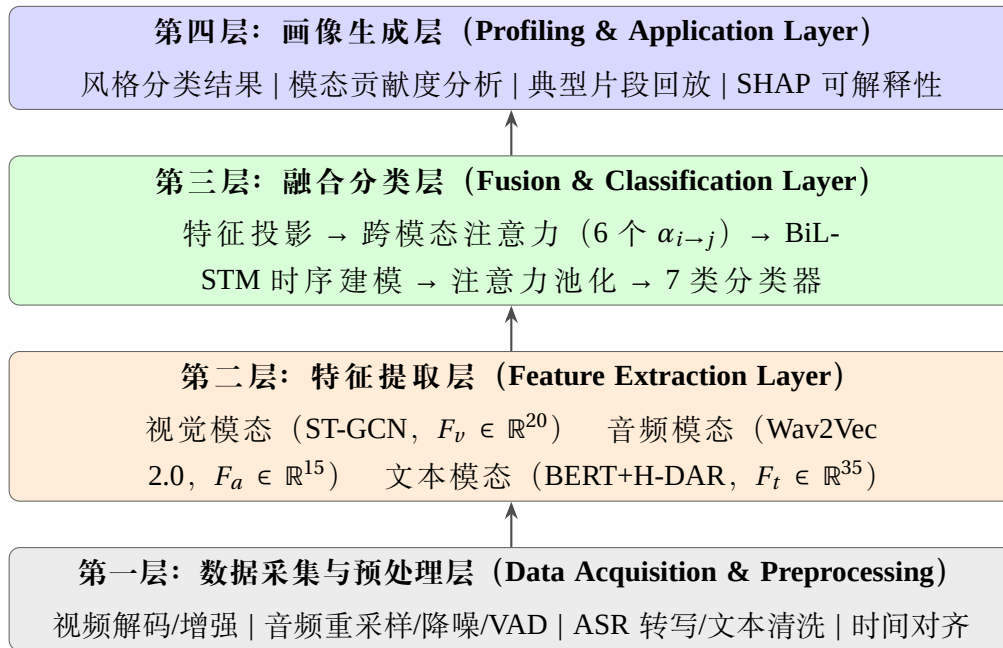 第四层：画像生成层（Profiling & Application Layer）
风格分类结果 | 模态贡献度分析 | 典型片段回放 | SHAP 可解释性
第三层：融合分类层（Fusion & Classification Layer）
特征投影 → 跨模态注意力（6 个 α_{i→j}）→ BiL-
STM 时序建模 → 注意力池化 → 7 类分类器
第二层：特征提取层（Feature Extraction Layer）
视觉模态（ST-GCN，F_v ∈ ℝ^{20}） 音频模态（Wav2Vec
2.0，F_a ∈ ℝ^{15}） 文本模态（BERT+H-DAR，F_t ∈ ℝ^{35}）
第一层：数据采集与预处理层（Data Acquisition & Preprocessing）
视频解码/增强 | 音频重采样/降噪/VAD | ASR 转写/文本清洗 | 时间对齐